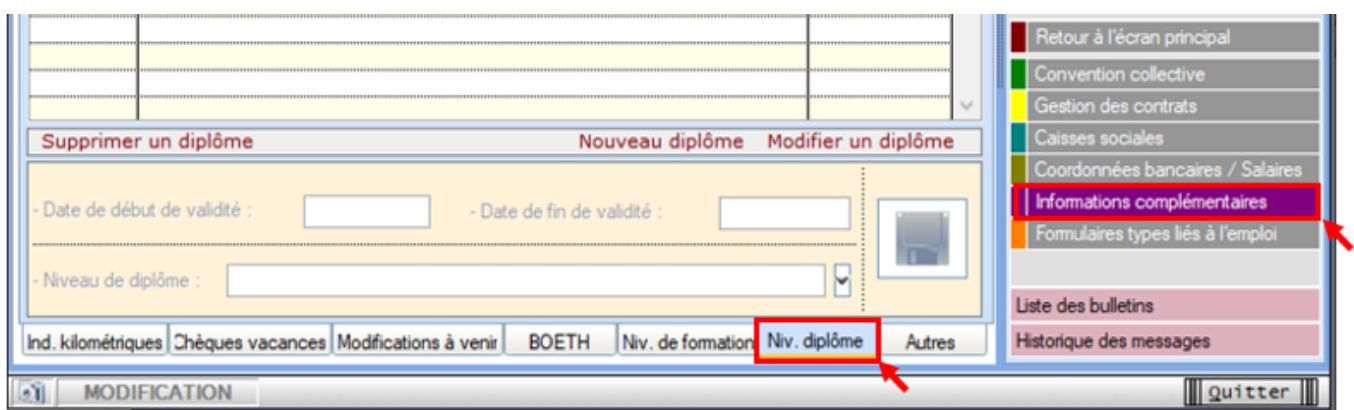 Supprimer un diplôme Nouveau diplôme Modifier un diplôme
- Date de début de validité : - Date de fin de validité :
- Niveau de diplôme :
Ind. kilométriques Chèques vacances Modifications à venir BOETH Niv. de formation Niv. diplôme Autres
MODIFICATION
Retour à l'écran principal
Convention collective
Gestion des contrats
Caisses sociales
Coordonnées bancaires / Salaires
Informations complémentaires
Formulaires types liés à l'emploi
Liste des bulletins
Historique des messages
Quitter